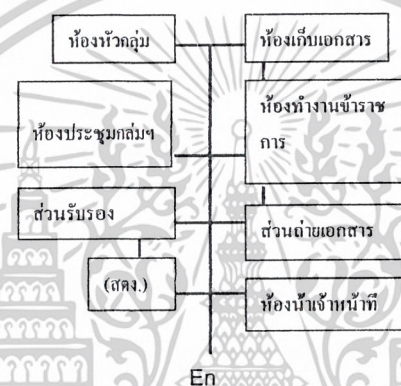 ห้องหัวกลุ่ม
ห้องเก็บเอกสาร
ห้องประชุมกล่มฯ
ห้องทำงานข้าราช
การ
ส่วนรับรอง
ส่วนถ่ายเอกสาร
(สตง.)
ห้องน้ำเจ้าหน้าที่
En